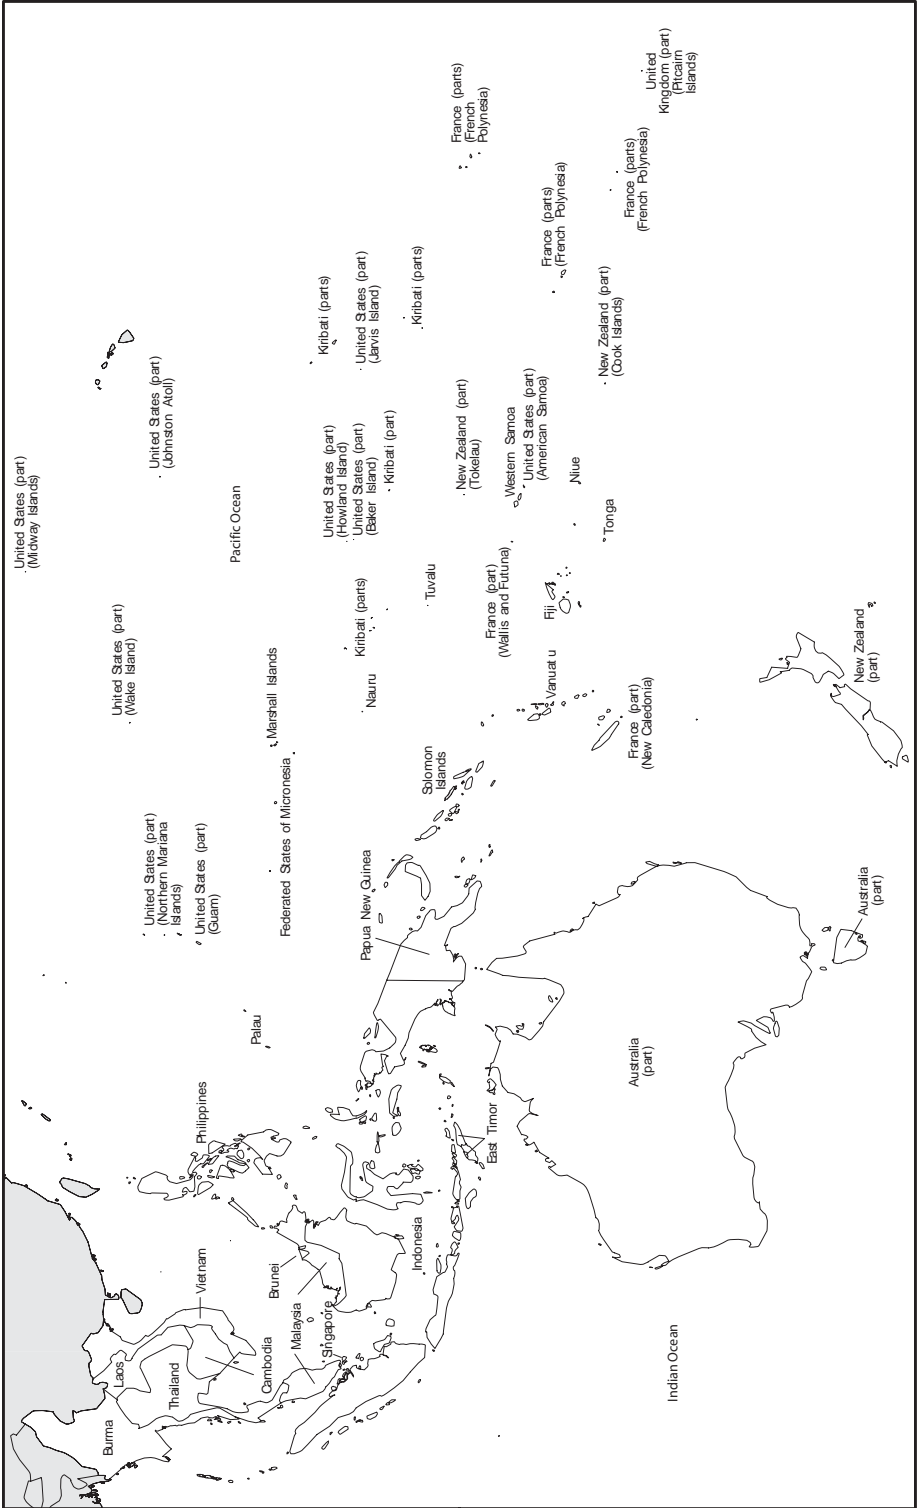 United States (part)
(Midway Islands)
United States (part)
(Johnston Atoll)
United States (part)
(Wake Island)
Pacific Ocean
United States (part)
(Northern Mariana
Islands)
United States (part)
(Guam)
Marshall Islands
Federated States of Micronesia
Palau
Philippines
Kiribati (parts)
United States (part)
(Jarvis Island)
Kiribati (parts)
United States (part)
(Howland Island)
United States (part)
(Baker Island)
Kiribati (part)
Kiribati (parts)
Nauru
Tuvalu
France (parts)
(French
Polynesia)
United
Kingdom (part)
(Pitcairn
Islands)
France (parts)
(French Polynesia)
France (parts)
(French Polynesia)
New Zealand (part)
(Cook Islands)
New Zealand (part)
(Tokelau)
Western Samoa
United States (part)
(American Samoa)
Niue
Tonga
France (part)
(Wallis and Futuna)
Fiji
Vanuatu
France (part)
(New Caledonia)
Solomon
Islands
Papua New Guinea
New Zealand
(part)
Australia
(part)
Australia
(part)
East Timor
Indonesia
Brunei
Malaysia
Singapore
Vietnam
Cambodia
Laos
Thailand
Burma
Indian Ocean